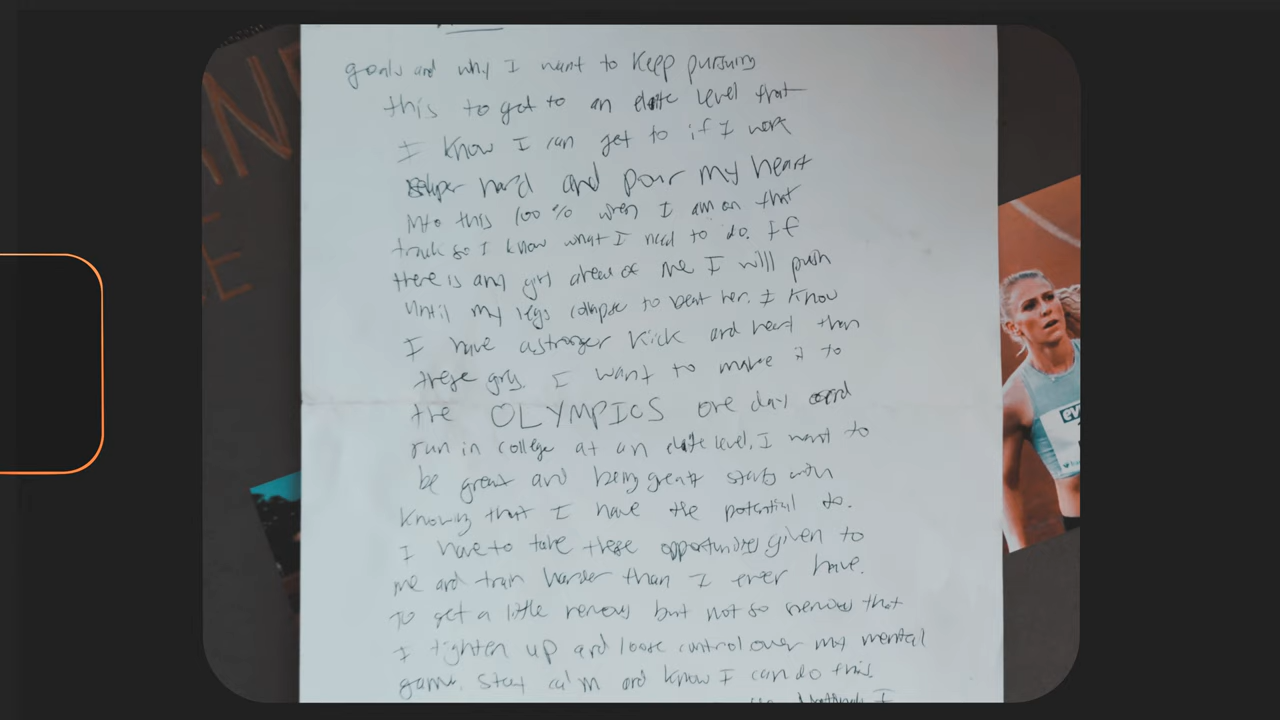 goals and why I want to keep pursuing
this to get to an elite level that
I know I can get to if I work
super hard and pour my heart
into this 100% when I am on that
track so I know what I need to do. If
there is any girl ahead of me I will push
until my legs collapse to beat her. I know
I have a stronger kick and heart than
these girls. I want to make it to
the OLYMPICS one day and
run in college at an elite level. I want to
be great and being great starts with
knowing that I have the potential to.
I have to take these opportunities given to
me and train harder than I ever have.
To get a little nervous but not so nervous that
I tighten up and loose control over my mental
game. Stay calm and know I can do this.